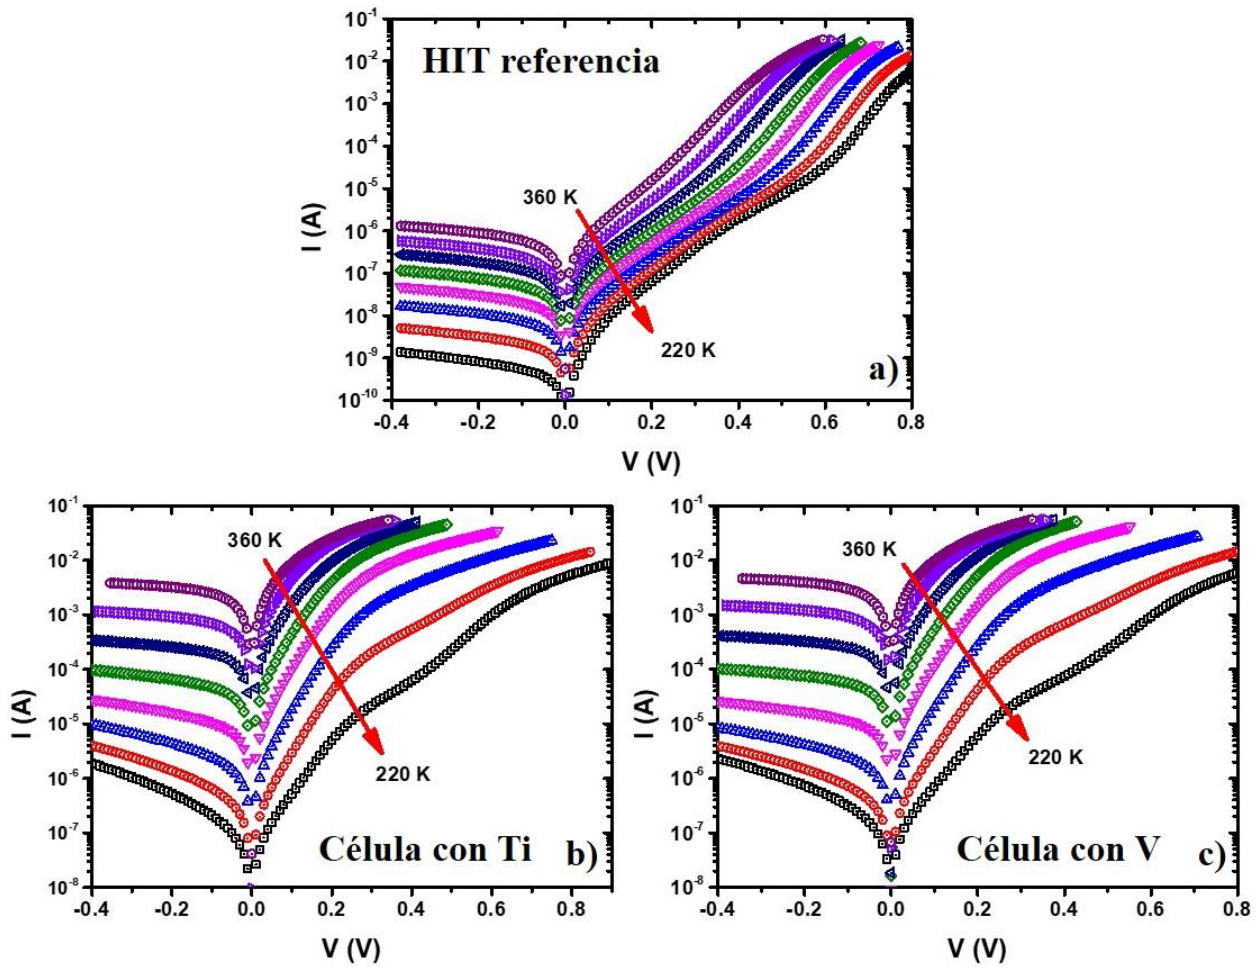 HIT referencia
10⁻¹
10⁻²
10⁻³
10⁻⁴
10⁻⁵
10⁻⁶
10⁻⁷
10⁻⁸
10⁻⁹
10⁻¹⁰
I (A)
360 K
220 K
a)
-0.4 -0.2 0.0 0.2 0.4 0.6 0.8
V (V)
10⁻¹
10⁻²
10⁻³
10⁻⁴
10⁻⁵
10⁻⁶
10⁻⁷
10⁻⁸
I (A)
360 K
220 K
Célula con Ti b)
-0.4 -0.2 0.0 0.2 0.4 0.6 0.8
V (V)
10⁻¹
10⁻²
10⁻³
10⁻⁴
10⁻⁵
10⁻⁶
10⁻⁷
10⁻⁸
I (A)
360 K
220 K
Célula con V c)
-0.4 -0.2 0.0 0.2 0.4 0.6 0.8
V (V)